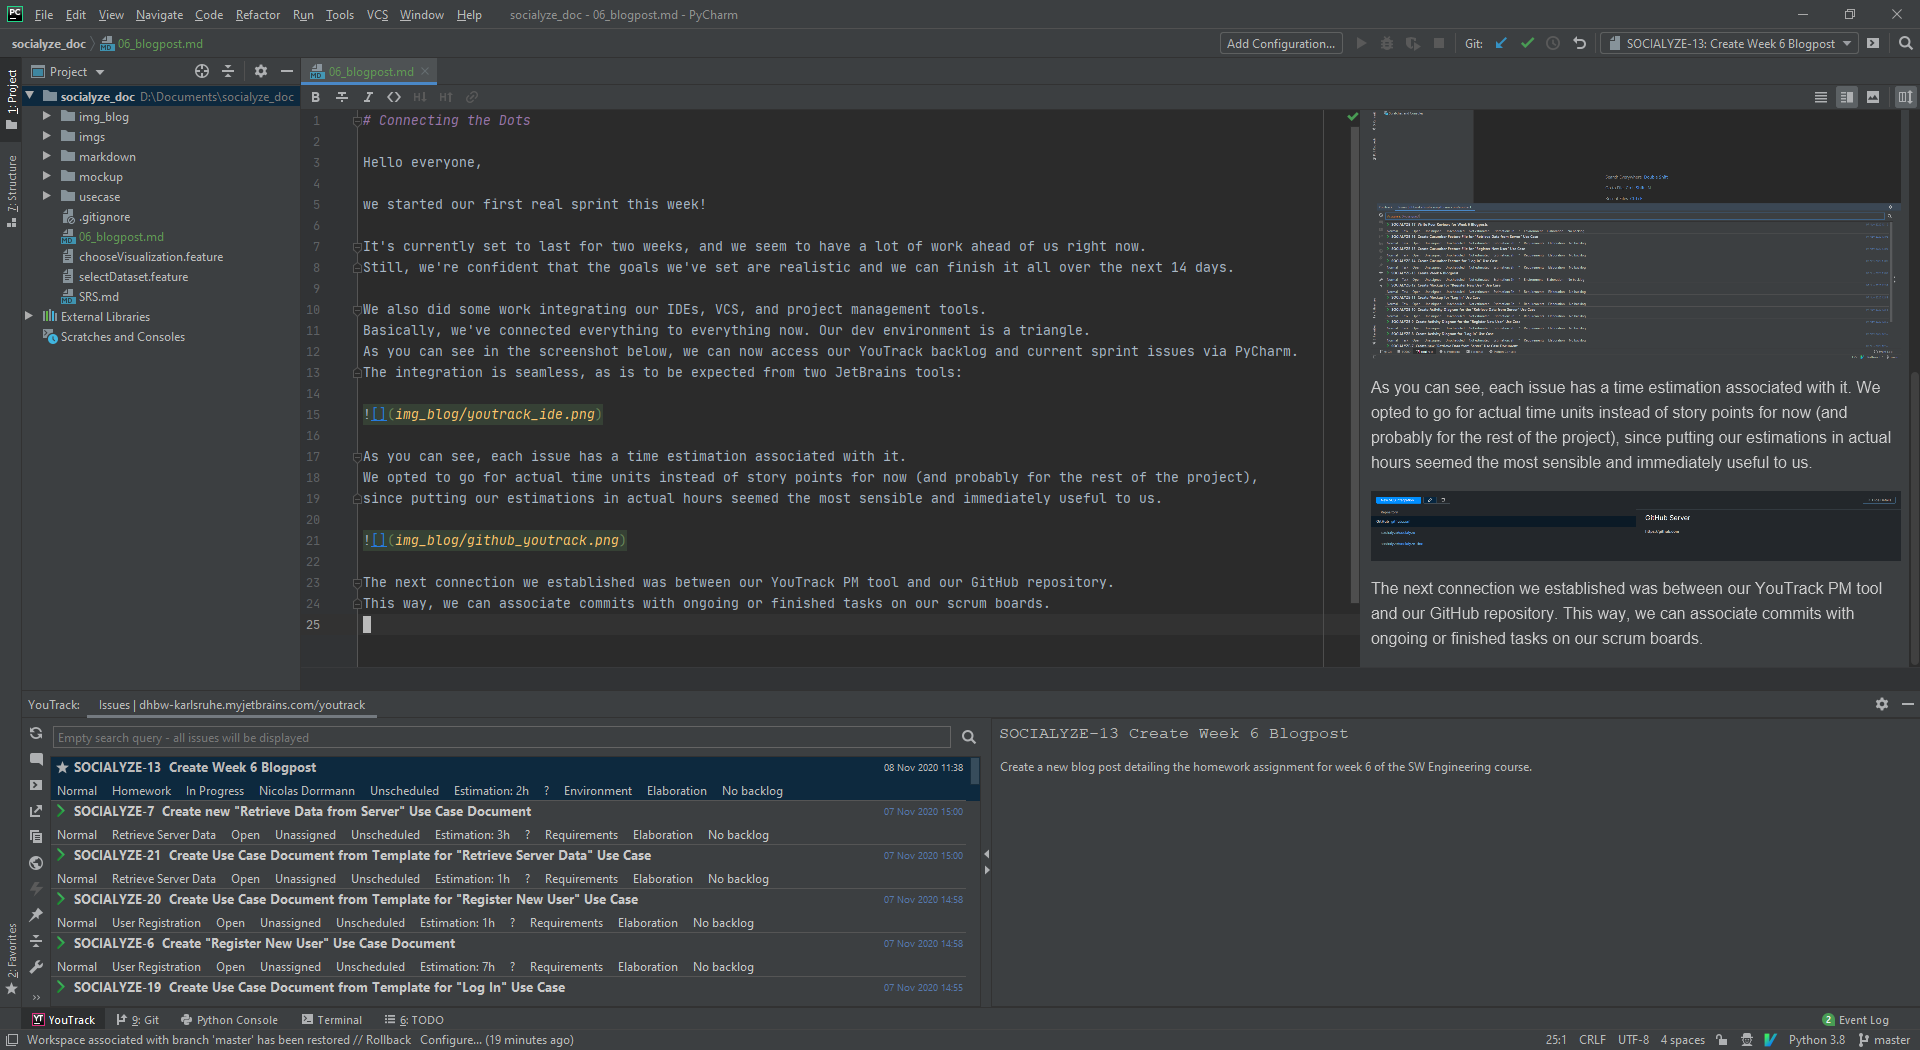 File Edit View Navigate Code Refactor Run Tools VCS Window Help socialyze_doc - 06_blogpost.md - PyCharm
socialyze_doc 06_blogpost.md
Add Configuration...
Git:
SOCIALYZE-13: Create Week 6 Blogpost
1: Project
7: Structure
2: Favorites
Project
socialyze_doc D:\Documents\socialyze_doc
img_blog
imgs
markdown
mockup
usecase
.gitignore
06_blogpost.md
chooseVisualization.feature
selectDataset.feature
SRS.md
External Libraries
Scratches and Consoles
06_blogpost.md
B I <> H↓ H↑
1 # Connecting the Dots
2
3 Hello everyone,
4
5 we started our first real sprint this week!
6
7 It's currently set to last for two weeks, and we seem to have a lot of work ahead of us right now.
8 Still, we're confident that the goals we've set are realistic and we can finish it all over the next 14 days.
9
10 We also did some work integrating our IDEs, VCS, and project management tools.
11 Basically, we've connected everything to everything now. Our dev environment is a triangle.
12 As you can see in the screenshot below, we can now access our YouTrack backlog and current sprint issues via PyCharm.
13 The integration is seamless, as is to be expected from two JetBrains tools:
14
15 ![](img_blog/youtrack_ide.png)
16
17 As you can see, each issue has a time estimation associated with it.
18 We opted to go for actual time units instead of story points for now (and probably for the rest of the project),
19 since putting our estimations in actual hours seemed the most sensible and immediately useful to us.
20
21 ![](img_blog/github_youtrack.png)
22
23 The next connection we established was between our YouTrack PM tool and our GitHub repository.
24 This way, we can associate commits with ongoing or finished tasks on our scrum boards.
25
As you can see, each issue has a time estimation associated with it. We
opted to go for actual time units instead of story points for now (and
probably for the rest of the project), since putting our estimations in actual
hours seemed the most sensible and immediately useful to us.
GitHub Server
The next connection we established was between our YouTrack PM tool
and our GitHub repository. This way, we can associate commits with
ongoing or finished tasks on our scrum boards.
YouTrack: Issues | dhbw-karlsruhe.myjetbrains.com/youtrack
Empty search query - all issues will be displayed
SOCIALYZE-13 Create Week 6 Blogpost 08 Nov 2020 11:38
Normal Homework In Progress Nicolas Dorrmann Unscheduled Estimation: 2h ? Environment Elaboration No backlog
SOCIALYZE-7 Create new "Retrieve Data from Server" Use Case Document 07 Nov 2020 15:00
Normal Retrieve Server Data Open Unassigned Unscheduled Estimation: 3h ? Requirements Elaboration No backlog
SOCIALYZE-21 Create Use Case Document from Template for "Retrieve Server Data" Use Case 07 Nov 2020 15:00
Normal Retrieve Server Data Open Unassigned Unscheduled Estimation: 1h ? Requirements Elaboration No backlog
SOCIALYZE-20 Create Use Case Document from Template for "Register New User" Use Case 07 Nov 2020 14:58
Normal User Registration Open Unassigned Unscheduled Estimation: 1h ? Requirements Elaboration No backlog
SOCIALYZE-6 Create "Register New User" Use Case Document 07 Nov 2020 14:58
Normal User Registration Open Unassigned Unscheduled Estimation: 7h ? Requirements Elaboration No backlog
SOCIALYZE-19 Create Use Case Document from Template for "Log In" Use Case 07 Nov 2020 14:55
SOCIALYZE-13 Create Week 6 Blogpost
Create a new blog post detailing the homework assignment for week 6 of the SW Engineering course.
YouTrack 9: Git Python Console Terminal 6: TODO 2 Event Log
Workspace associated with branch 'master' has been restored // Rollback Configure... (19 minutes ago) 25:1 CRLF UTF-8 4 spaces Python 3.8 master